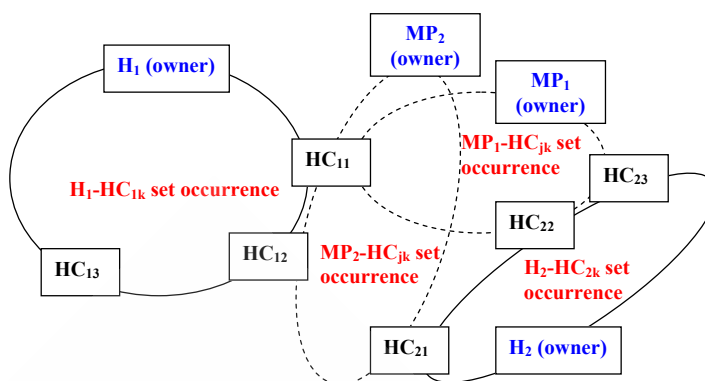 MP₂
(owner)
H₁ (owner)
MP₁
(owner)
MP₁-HCⱼₖ set
occurrence
HC₁₁
HC₂₃
H₁-HC₁ₖ set occurrence
HC₂₂
HC₁₂
HC₁₃
MP₂-HCⱼₖ set
occurrence
H₂-HC₂ₖ set
occurrence
HC₂₁
H₂ (owner)